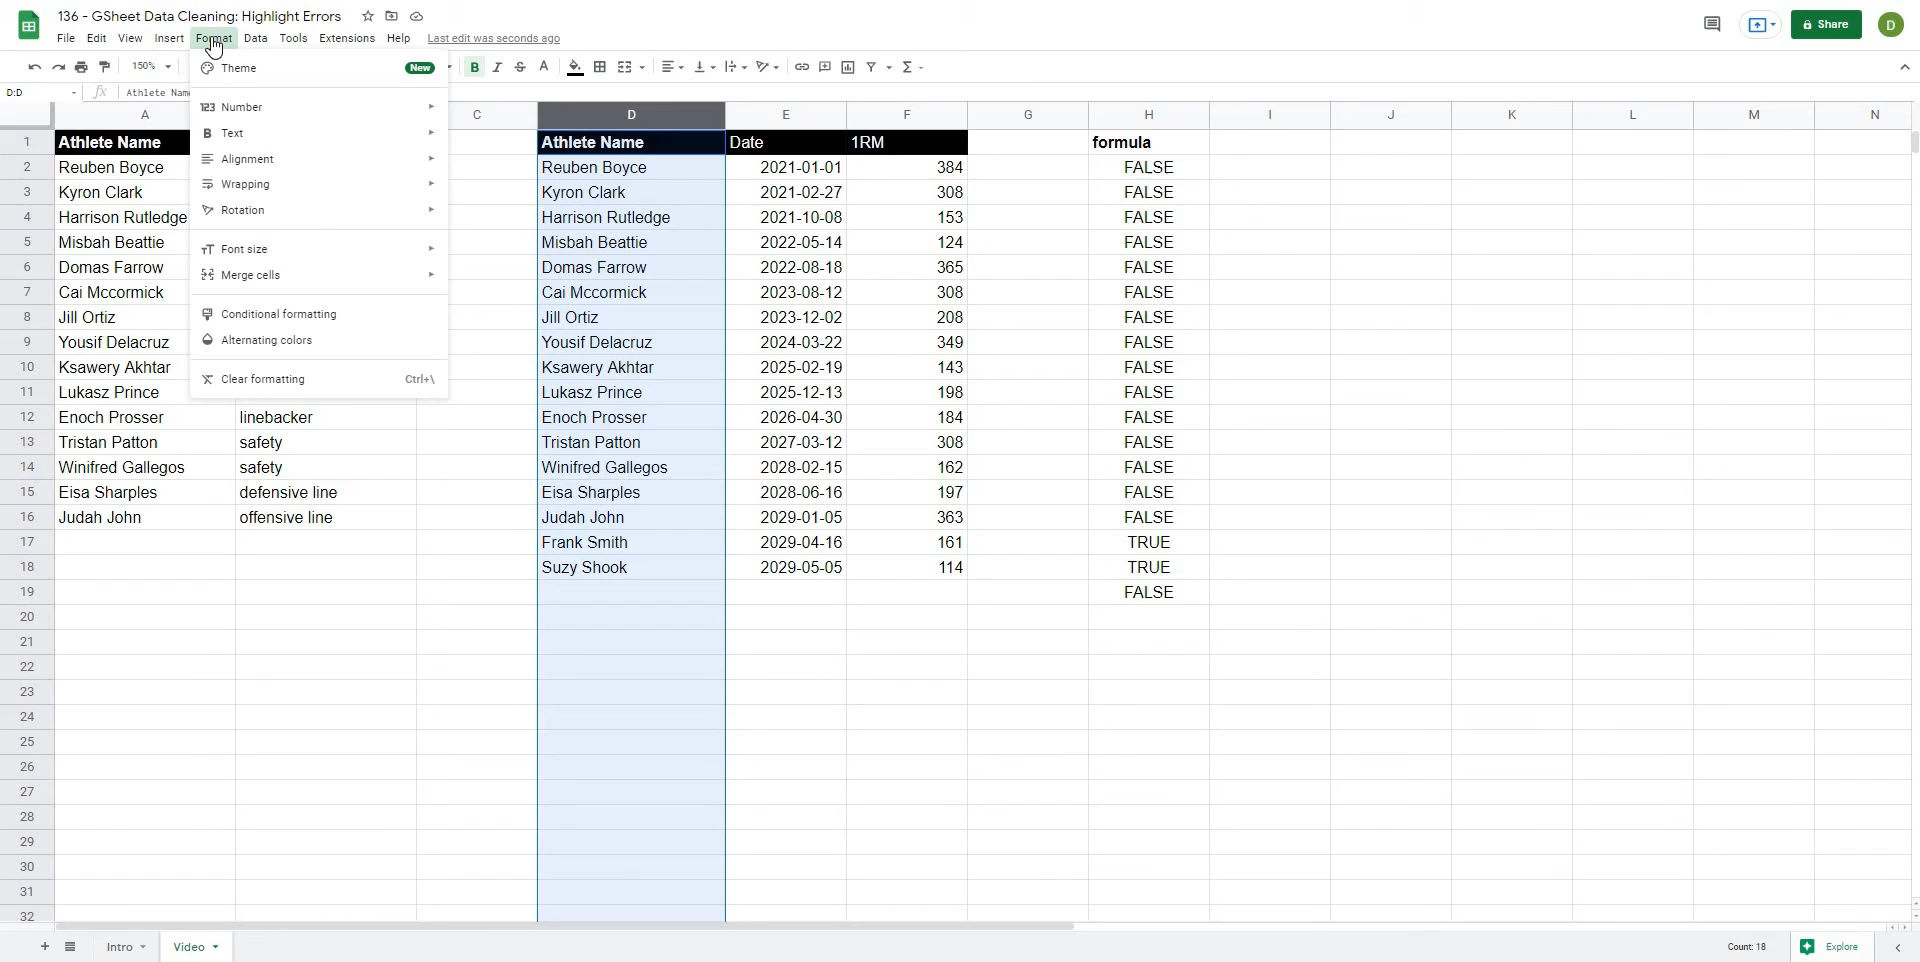 136 - GSheet Data Cleaning: Highlight Errors
File Edit View Insert Format Data Tools Extensions Help Last edit was seconds ago
Share
D
150%
B
A
D:D
Athlete Nam
Theme New
123 Number
B Text
Alignment
Wrapping
Rotation
Font size
Merge cells
Conditional formatting
Alternating colors
Clear formatting Ctrl+\
A C D E F G H I J K L M N
1 Athlete Name Athlete Name Date 1RM formula
2 Reuben Boyce Reuben Boyce 2021-01-01 384 FALSE
3 Kyron Clark Kyron Clark 2021-02-27 308 FALSE
4 Harrison Rutledge Harrison Rutledge 2021-10-08 153 FALSE
5 Misbah Beattie Misbah Beattie 2022-05-14 124 FALSE
6 Domas Farrow Domas Farrow 2022-08-18 365 FALSE
7 Cai Mccormick Cai Mccormick 2023-08-12 308 FALSE
8 Jill Ortiz Jill Ortiz 2023-12-02 208 FALSE
9 Yousif Delacruz Yousif Delacruz 2024-03-22 349 FALSE
10 Ksawery Akhtar Ksawery Akhtar 2025-02-19 143 FALSE
11 Lukasz Prince Lukasz Prince 2025-12-13 198 FALSE
12 Enoch Prosser linebacker Enoch Prosser 2026-04-30 184 FALSE
13 Tristan Patton safety Tristan Patton 2027-03-12 308 FALSE
14 Winifred Gallegos safety Winifred Gallegos 2028-02-15 162 FALSE
15 Eisa Sharples defensive line Eisa Sharples 2028-06-16 197 FALSE
16 Judah John offensive line Judah John 2029-01-05 363 FALSE
17 Frank Smith 2029-04-16 161 TRUE
18 Suzy Shook 2029-05-05 114 TRUE
19 FALSE
20
21
22
23
24
25
26
27
28
29
30
31
32
Intro Video Count: 18 Explore